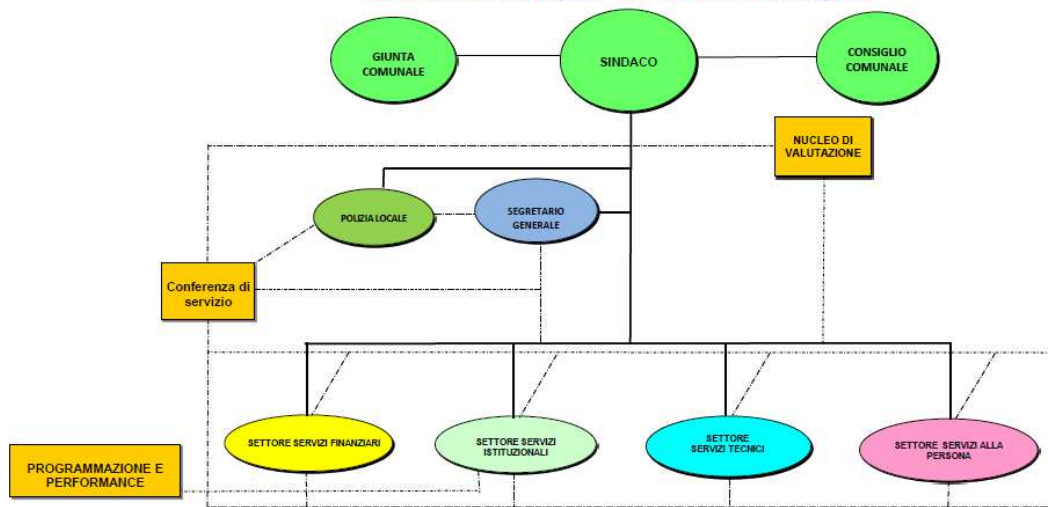 GIUNTA
COMUNALE
SINDACO
CONSIGLIO
COMUNALE
NUCLEO DI
VALUTAZIONE
POLIZIA LOCALE
SEGRETARIO
GENERALE
Conferenza di
servizio
SETTORE SERVIZI FINANZIARI
SETTORE SERVIZI
ISTITUZIONALI
SETTORE
SERVIZI TECNICI
SETTORE SERVIZI ALLA
PERSONA
PROGRAMMAZIONE E
PERFORMANCE